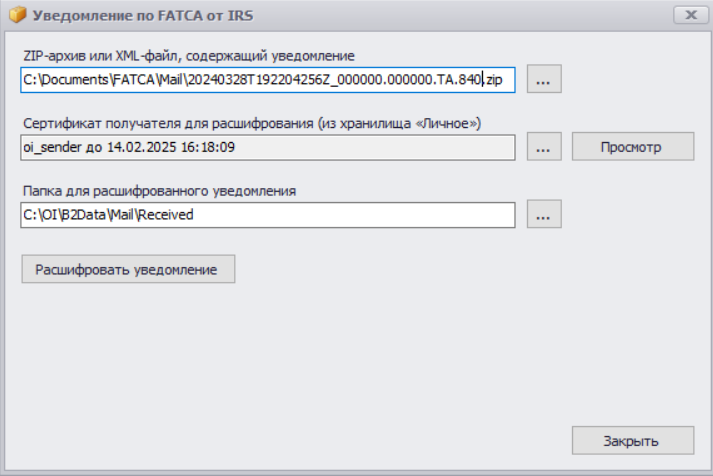 Уведомление по FATCA от IRS
x
ZIP-архив или XML-файл, содержащий уведомление
C:\Documents\FATCA\Mail\20240328T192204256Z_000000.000000.TA.840.zip ...
Сертификат получателя для расшифрования (из хранилища «Личное»)
oi_sender до 14.02.2025 16:18:09 ... Просмотр
Папка для расшифрованного уведомления
C:\OI\B2Data\Mail\Received ...
Расшифровать уведомление
Закрыть